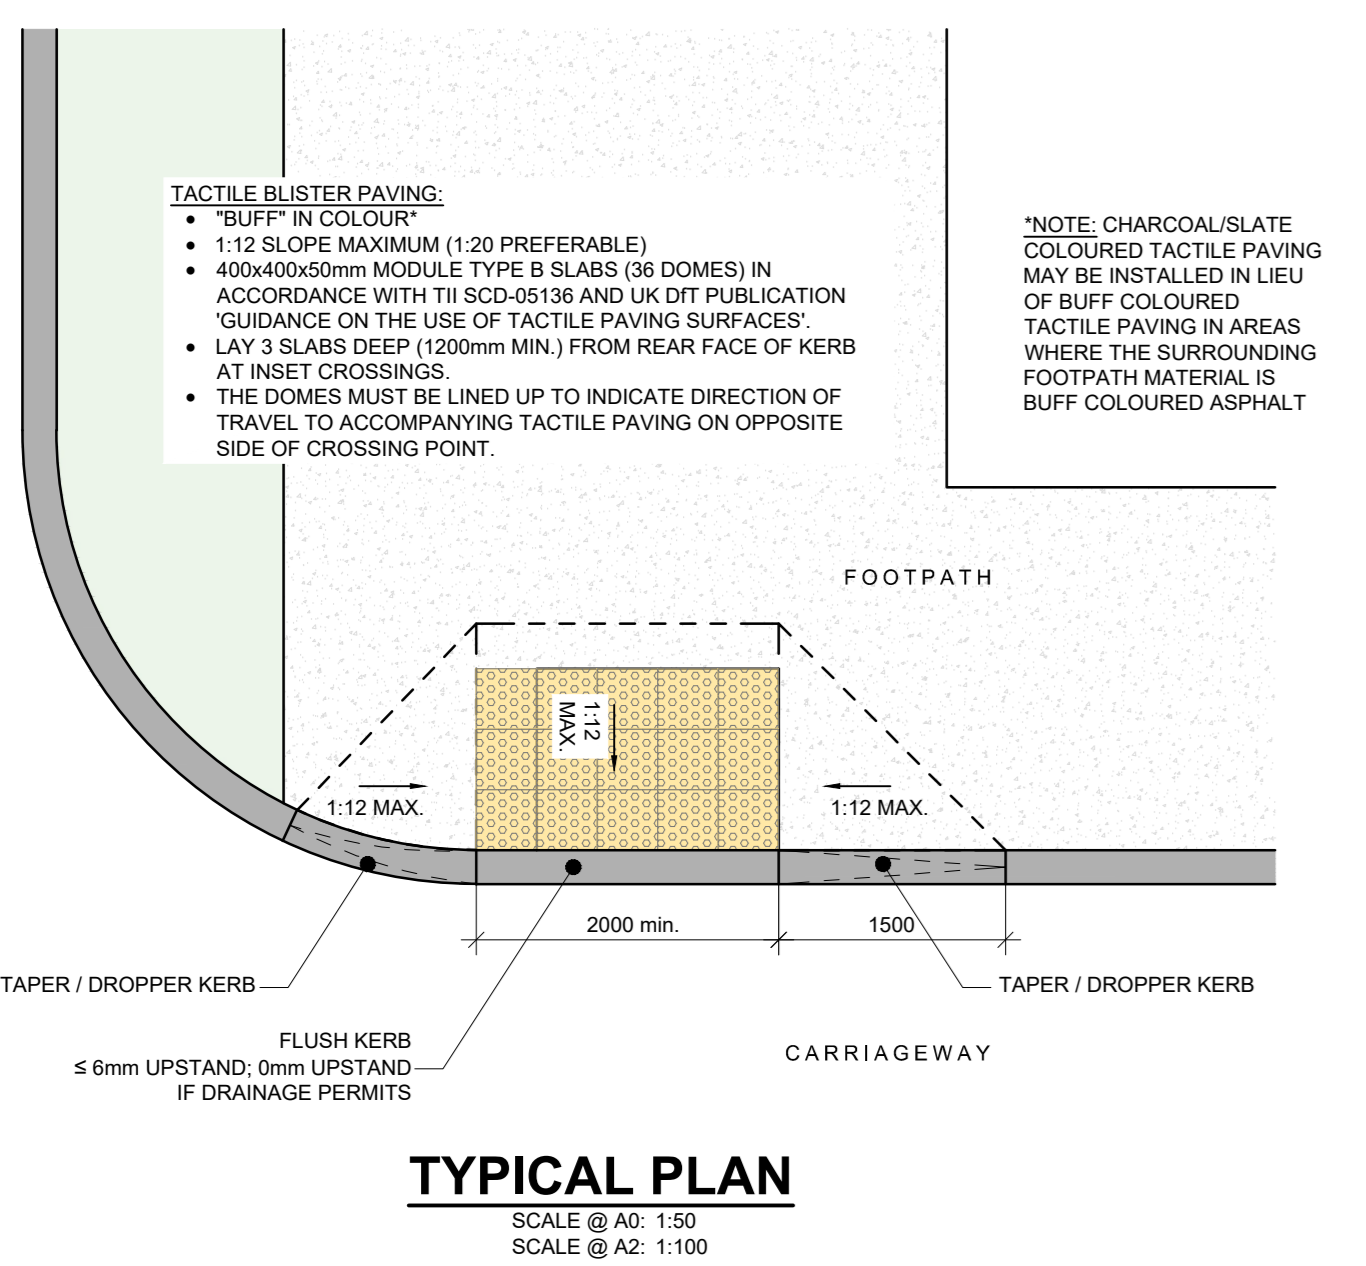 TACTILE BLISTER PAVING:
• "BUFF" IN COLOUR*
• 1:12 SLOPE MAXIMUM (1:20 PREFERABLE)
• 400x400x50mm MODULE TYPE B SLABS (36 DOMES) IN
ACCORDANCE WITH TII SCD-05136 AND UK DfT PUBLICATION
'GUIDANCE ON THE USE OF TACTILE PAVING SURFACES'.
• LAY 3 SLABS DEEP (1200mm MIN.) FROM REAR FACE OF KERB
AT INSET CROSSINGS.
• THE DOMES MUST BE LINED UP TO INDICATE DIRECTION OF
TRAVEL TO ACCOMPANYING TACTILE PAVING ON OPPOSITE
SIDE OF CROSSING POINT.
*NOTE: CHARCOAL/SLATE
COLOURED TACTILE PAVING
MAY BE INSTALLED IN LIEU
OF BUFF COLOURED
TACTILE PAVING IN AREAS
WHERE THE SURROUNDING
FOOTPATH MATERIAL IS
BUFF COLOURED ASPHALT
FOOTPATH
1:12
MAX.
1:12 MAX.
1:12 MAX.
2000 min.
1500
TAPER / DROPPER KERB
TAPER / DROPPER KERB
FLUSH KERB
≤ 6mm UPSTAND; 0mm UPSTAND
IF DRAINAGE PERMITS
CARRIAGEWAY
TYPICAL PLAN
SCALE @ A0: 1:50
SCALE @ A2: 1:100